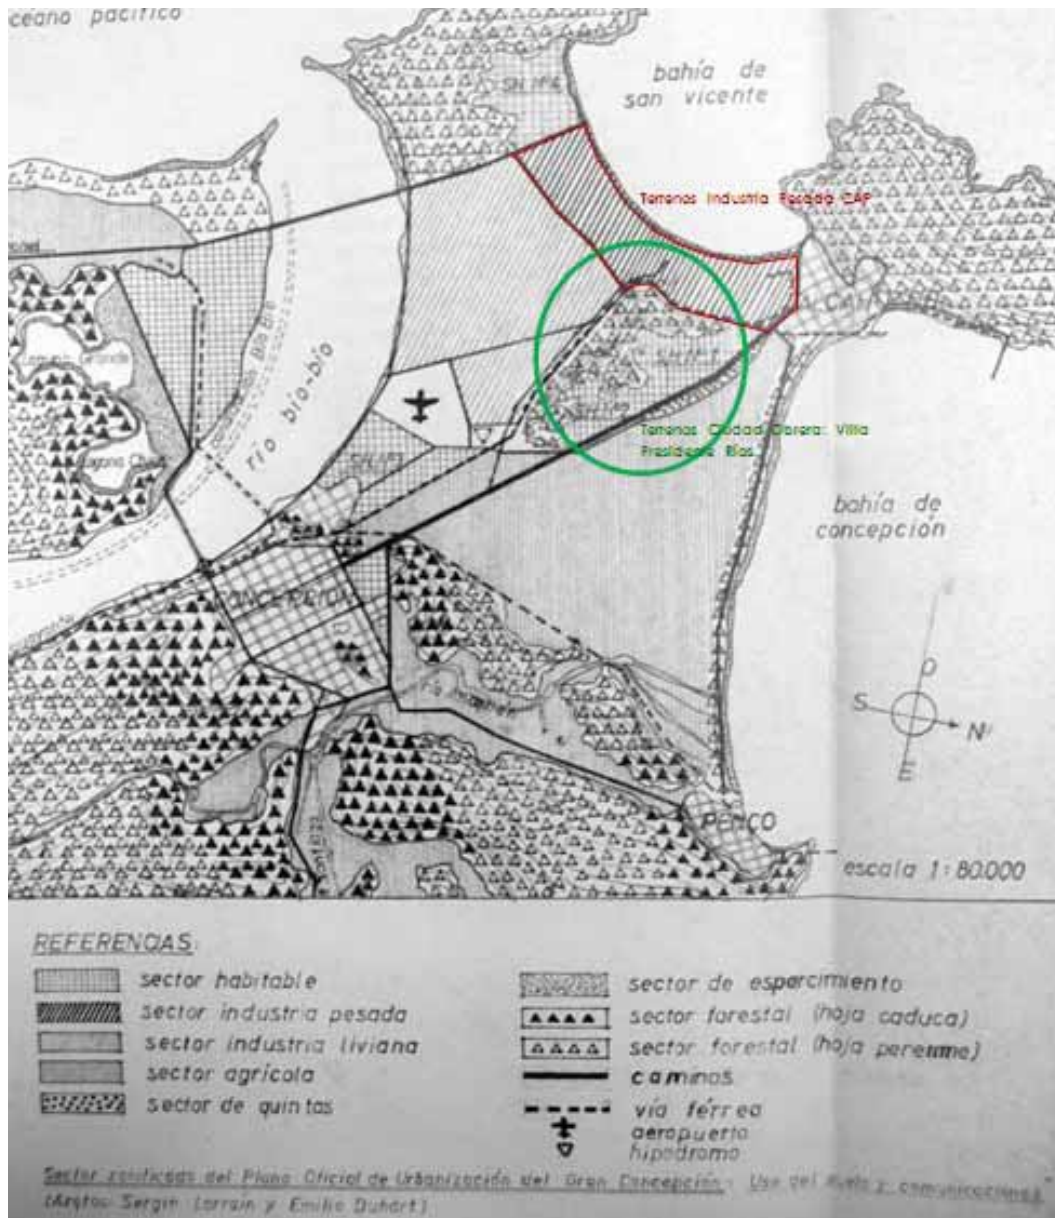 ceano pacífico
bahía de
san vicente
Terrenos Industria Pesada CAP
río bío-bío
Terrenos Ciudad Obrera: Villa
Presidente Ríos
bahía de
concepción
CONCEPCION
O
S
N
E
PENCO
escala 1:80.000
REFERENCIAS:
sector habitable
sector industria pesada
sector industria liviana
sector agrícola
sector de quintas
sector de esparcimiento
sector forestal (hoja caduca)
sector forestal (hoja perenne)
caminos
vía férrea
aeropuerto
hipódromo
Sector zonificado del Plano Oficial de Urbanización del Gran Concepción: Uso del suelo y comunicaciones"
(Arqtos Sergio Larraín y Emilio Duhart)